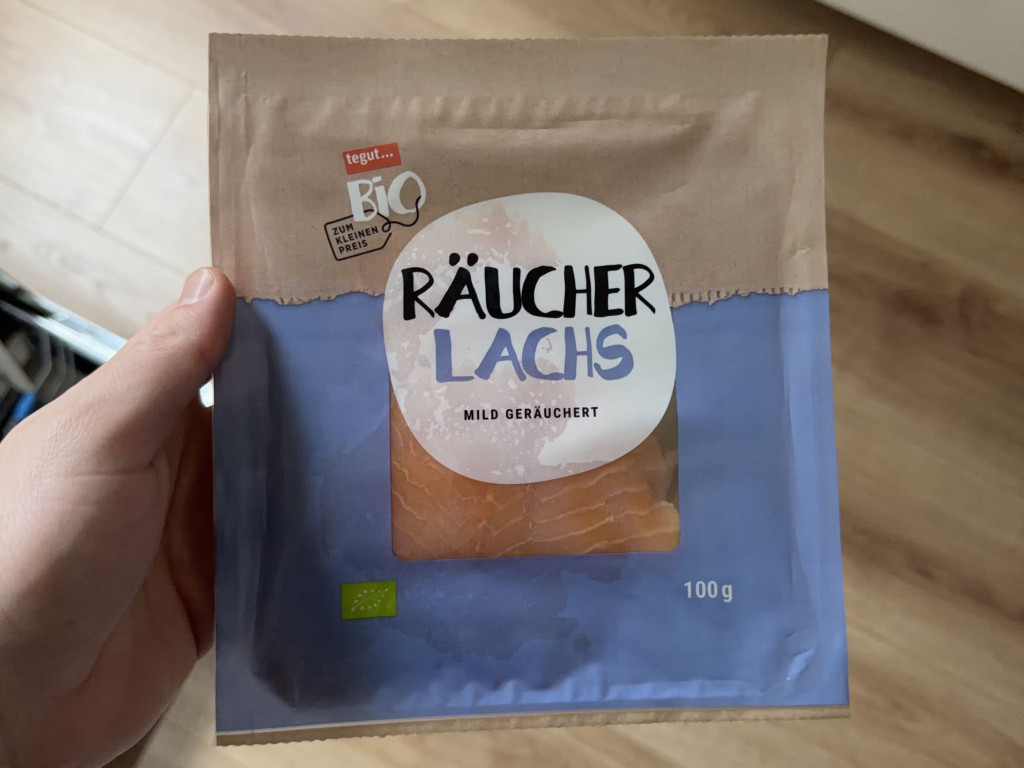 tegut...
BiO
ZUM
KLEINEN
PREIS
RÄUCHER
LACHS
MILD GERÄUCHERT
100 g